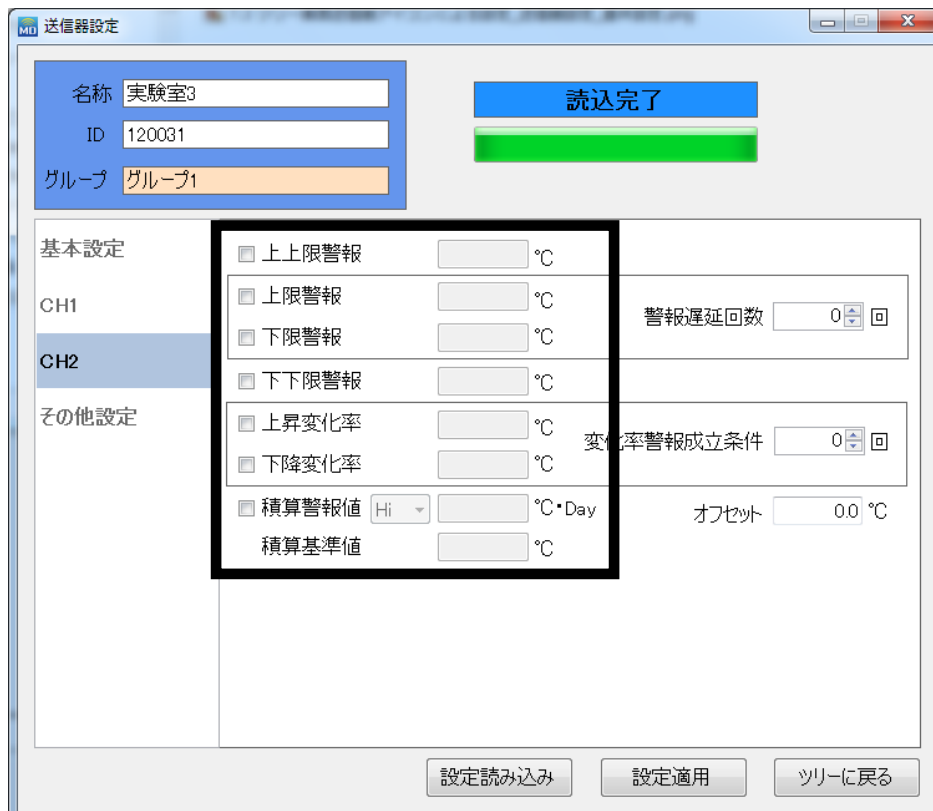 MD 送信器設定
名称 実験室3
ID 120031
グループ グループ1
読込完了
基本設定
CH1
CH2
その他設定
上上限警報 ℃
上限警報 ℃
下限警報 ℃
警報遅延回数 0 回
下下限警報 ℃
上昇変化率 ℃
下降変化率 ℃
変化率警報成立条件 0 回
積算警報値 Hi ℃・Day
積算基準値 ℃
オフセット 0.0 ℃
設定読み込み 設定適用 ツリーに戻る